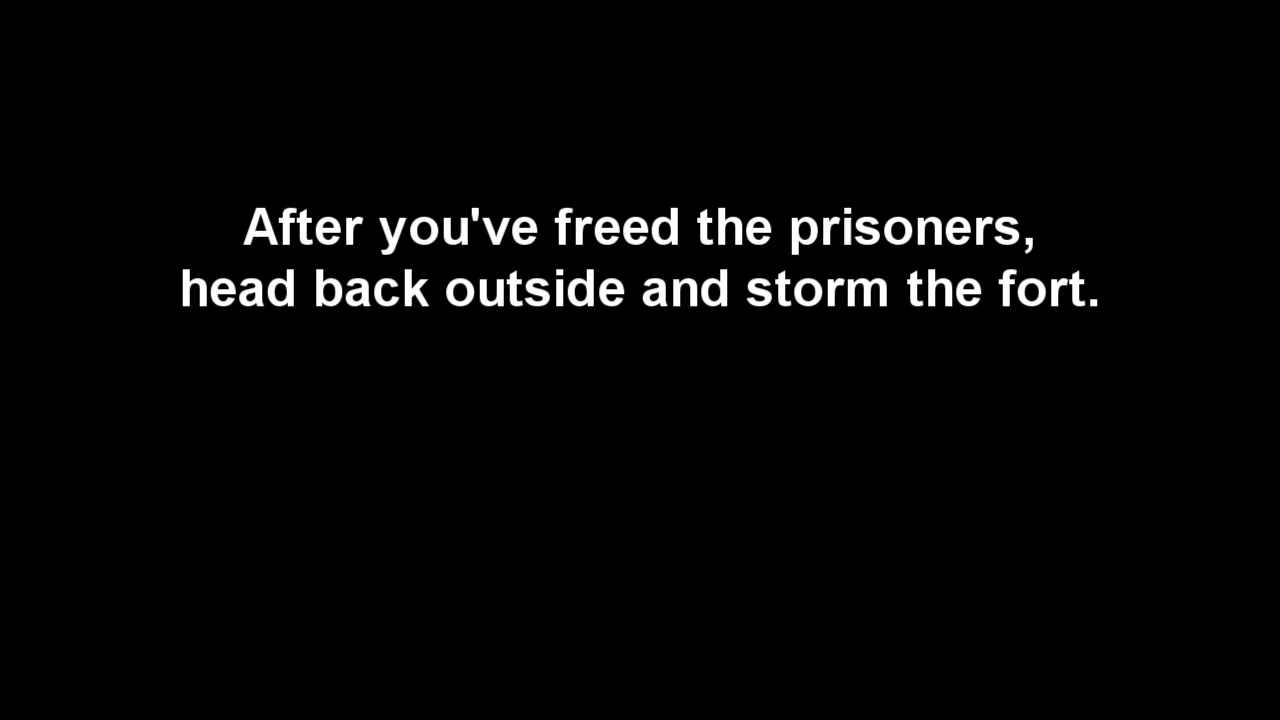 After you've freed the prisoners,
head back outside and storm the fort.